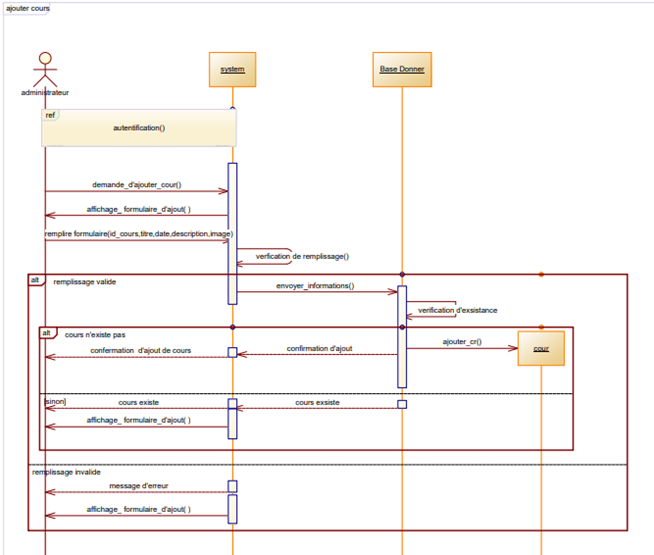 ajouter cours
system
Base Donner
administrateur
ref
autentification()
demande_d'ajouter_cour()
affichage_ formulaire_d'ajout( )
remplire formulaire(id_cours,titre,date,description,image)
verfication de remplissage()
alt
remplissage valide
envoyer_informations()
verification d'exsistance
alt
cours n'existe pas
ajouter_cr()
cour
confirmation d'ajout
confermation d'ajout de cours
[sinon]
cours existe
cours exsiste
affichage_ formulaire_d'ajout( )
remplissage invalide
message d'erreur
affichage_ formulaire_d'ajout( )